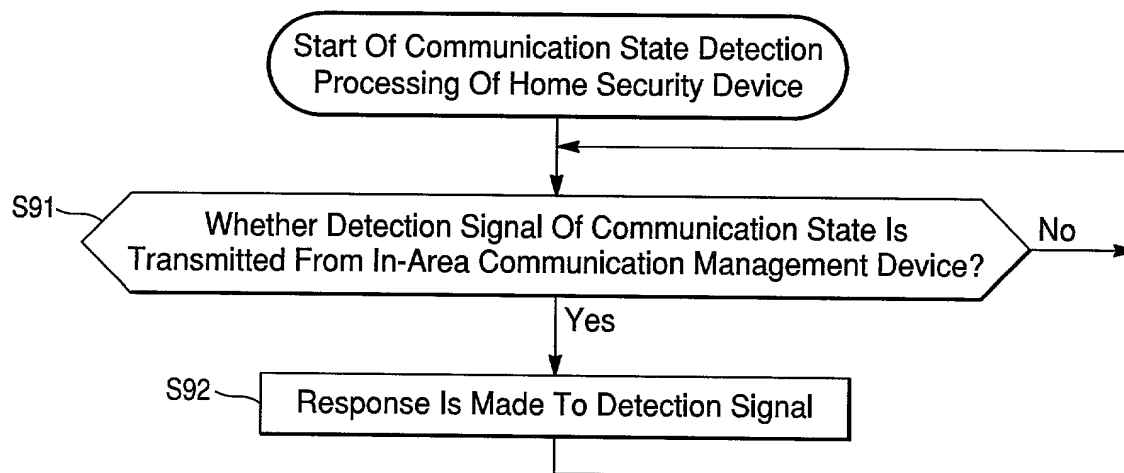 Start Of Communication State Detection
Processing Of Home Security Device
S91
Whether Detection Signal Of Communication State Is
Transmitted From In-Area Communication Management Device?
No
Yes
S92
Response Is Made To Detection Signal